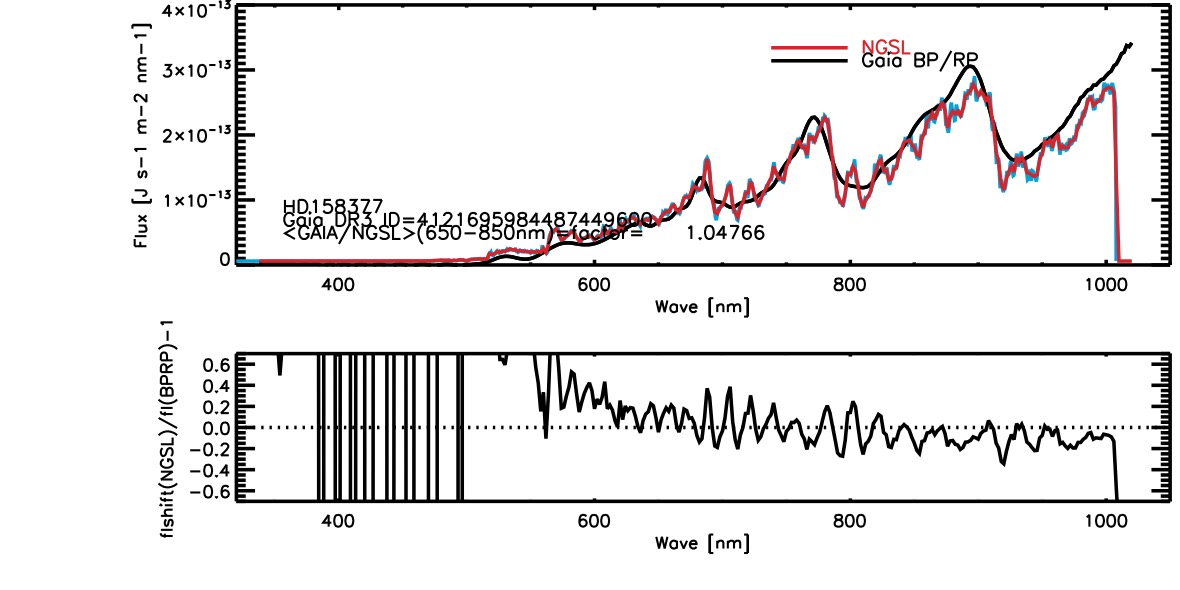 4×10−13
3×10−13
2×10−13
1×10−13
0
Flux [J s−1 m−2 nm−1]
NGSL
Gaia BP/RP
HD158377
Gaia DR3 ID=4121695984487449600
<GAIA/NGSL>(650−850nm)=factor= 1.04766
400 600 800 1000
Wave [nm]
flshift(NGSL)/fl(BPRP)−1
0.6
0.4
0.2
0.0
−0.2
−0.4
−0.6
400 600 800 1000
Wave [nm]